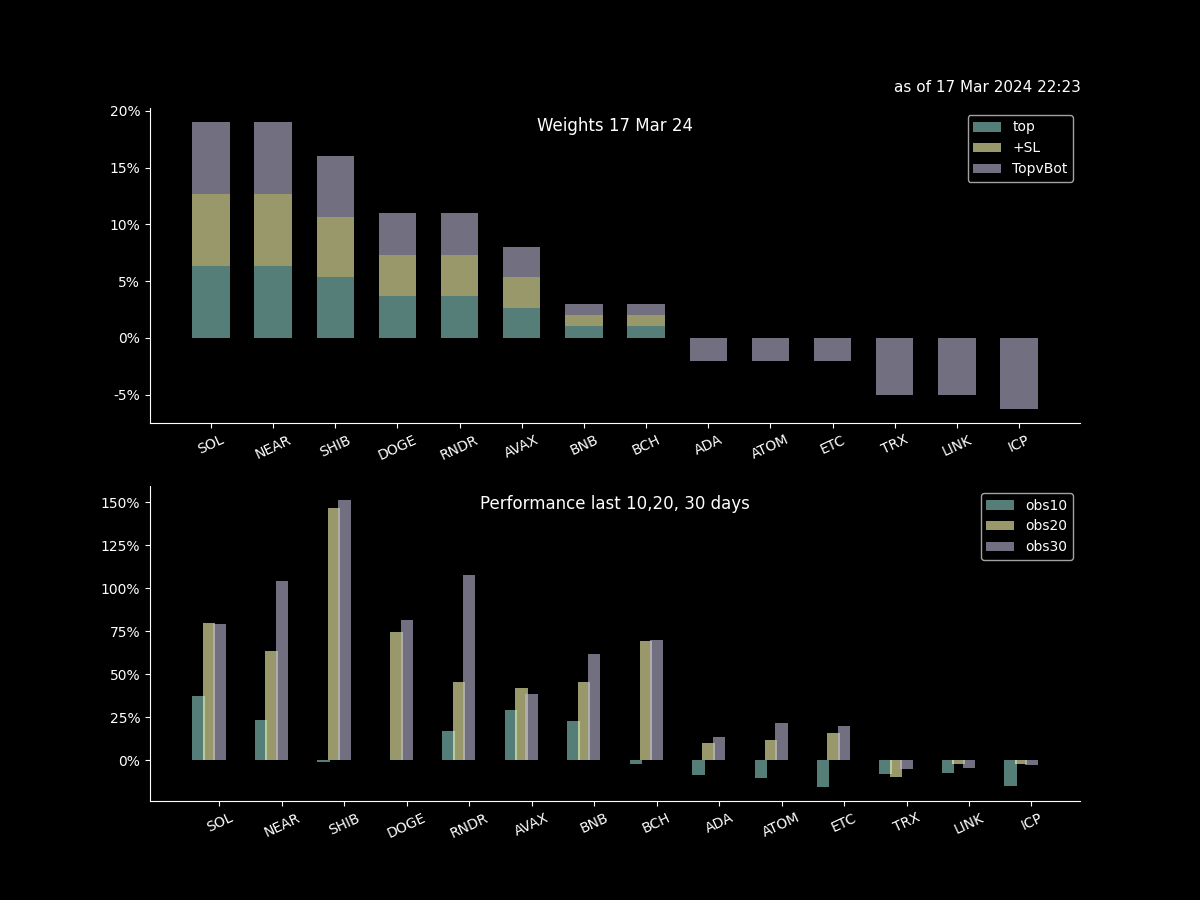 as of 17 Mar 2024 22:23
Weights 17 Mar 24
top
+SL
TopvBot
20%
15%
10%
5%
0%
-5%
SOL NEAR SHIB DOGE RNDR AVAX BNB BCH ADA ATOM ETC TRX LINK ICP
Performance last 10,20, 30 days
obs10
obs20
obs30
150%
125%
100%
75%
50%
25%
0%
SOL NEAR SHIB DOGE RNDR AVAX BNB BCH ADA ATOM ETC TRX LINK ICP